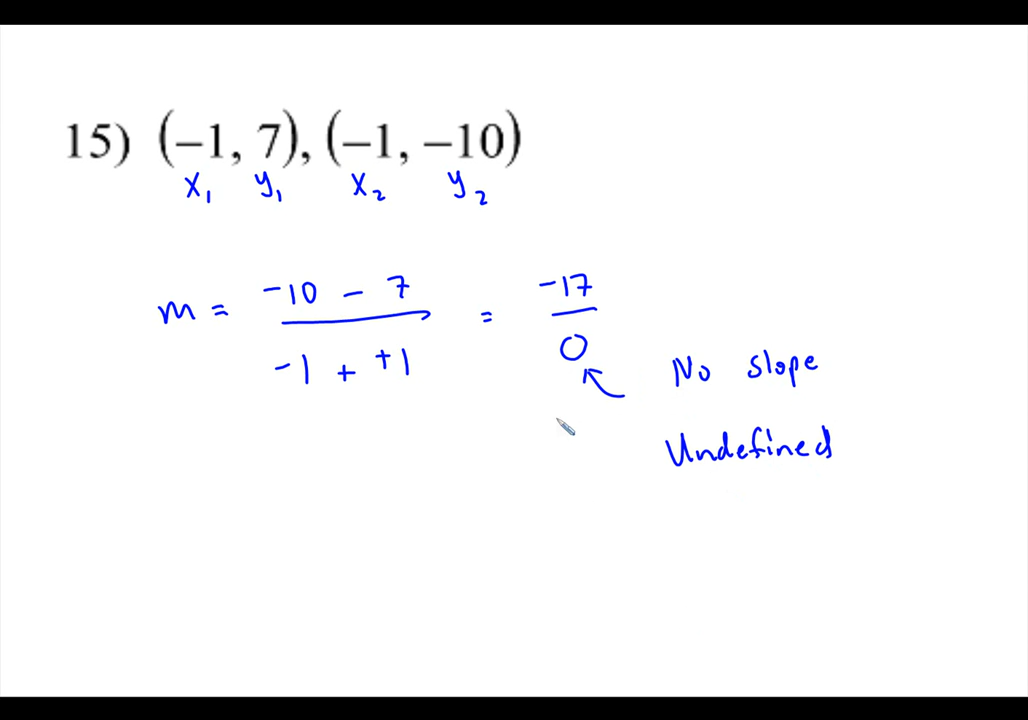 15) (–1, 7), (–1, –10)
x₁ y₁ x₂ y₂
m = (-10 - 7)/(-1 + +1) = -17/0
No slope
Undefined